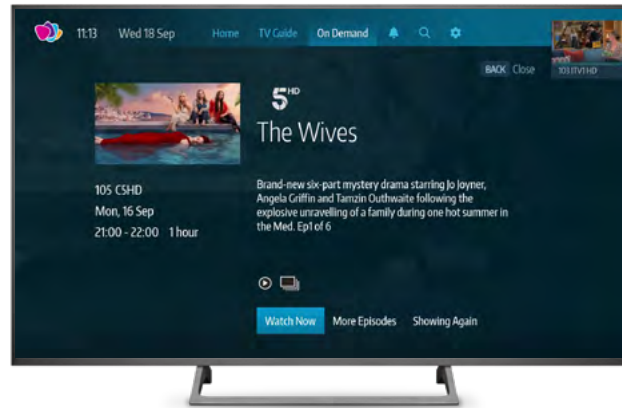 11:13 Wed 18 Sep Home TV Guide On Demand
BACK Close
103 ITV1 HD
5HD
The Wives
105 C5HD
Mon, 16 Sep
21:00 - 22:00 1 hour
Brand-new six-part mystery drama starring Jo Joyner,
Angela Griffin and Tamzin Outhwaite following the
explosive unravelling of a family during one hot summer in
the Med. Ep1 of 6
Watch Now More Episodes Showing Again